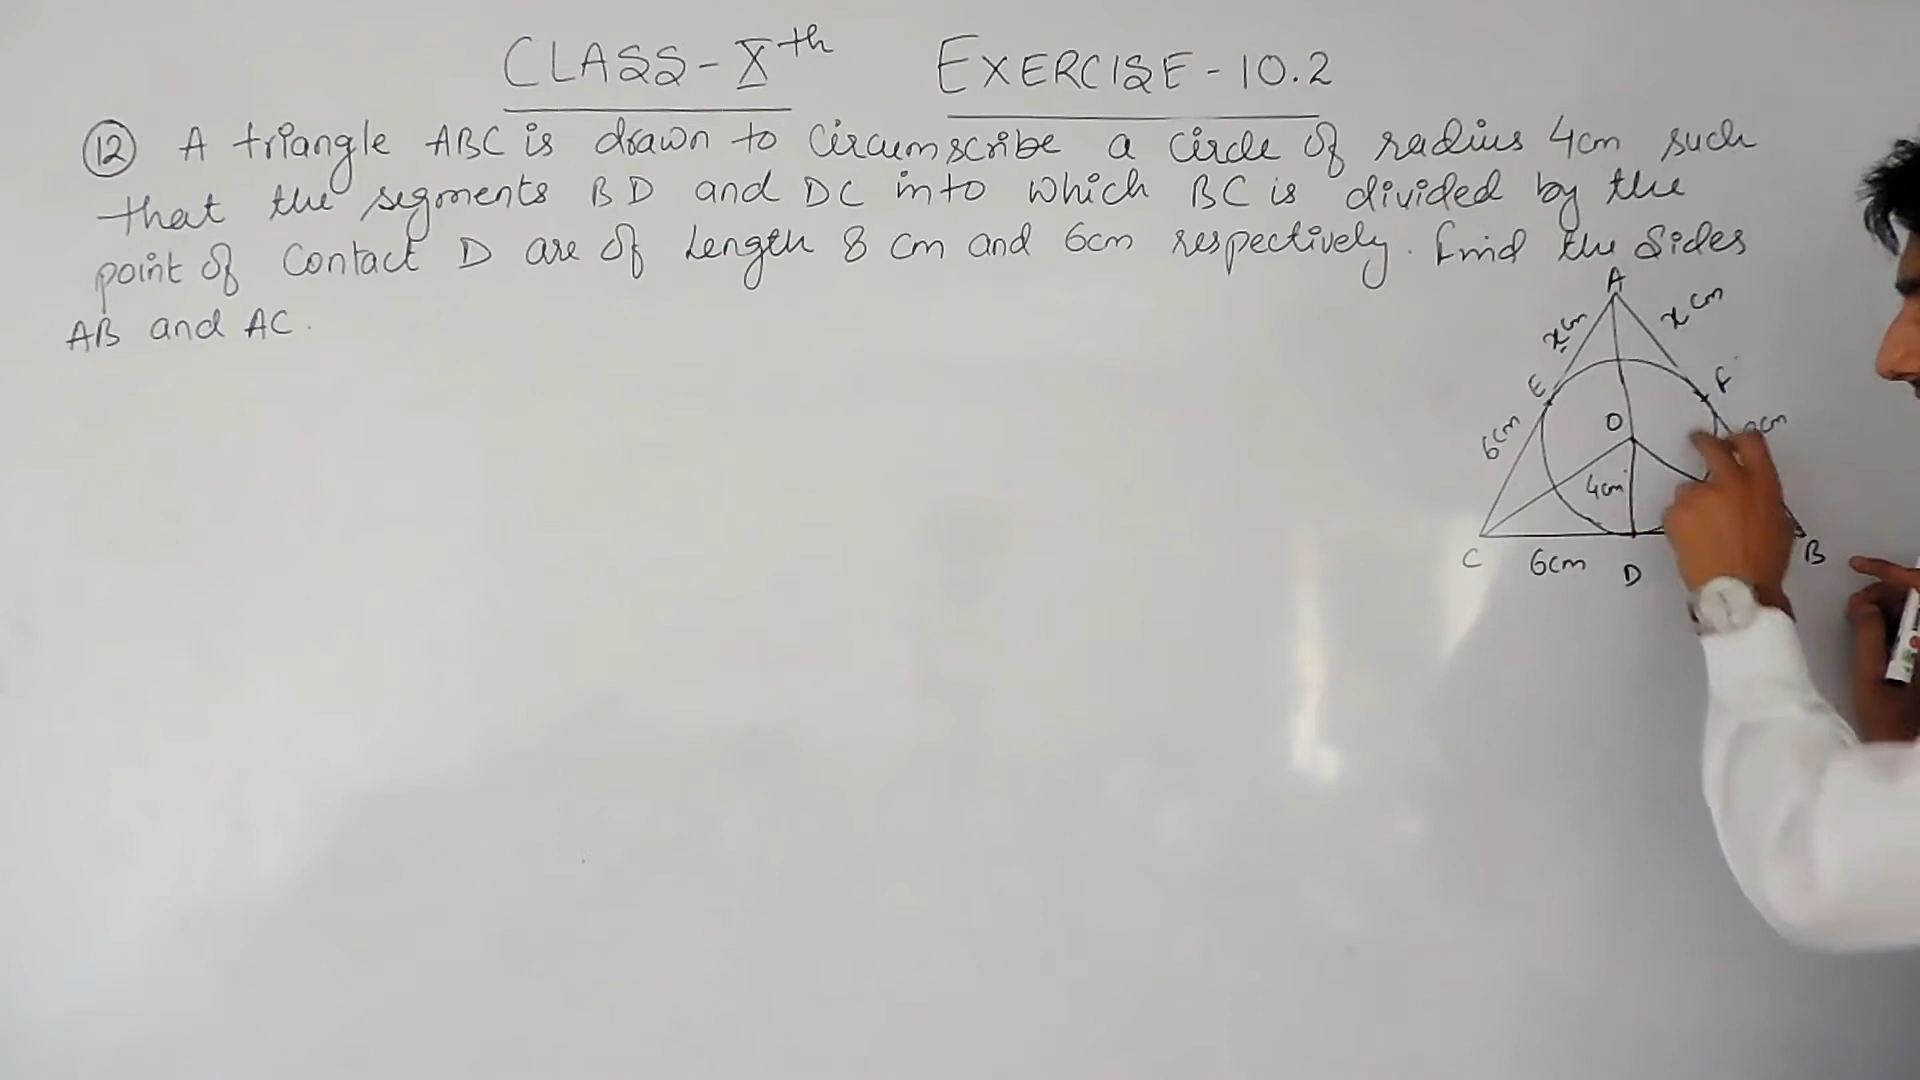 CLASS-Xth EXERCISE-10.2
12 A triangle ABC is drawn to circumscribe a circle of radius 4cm such
that the segments BD and DC into which BC is divided by the
point of Contact D are of Length 8 cm and 6cm respectively. Find the Sides
AB and AC.
A
x cm x cm
E F
6cm
O
4cm
C 6cm D B